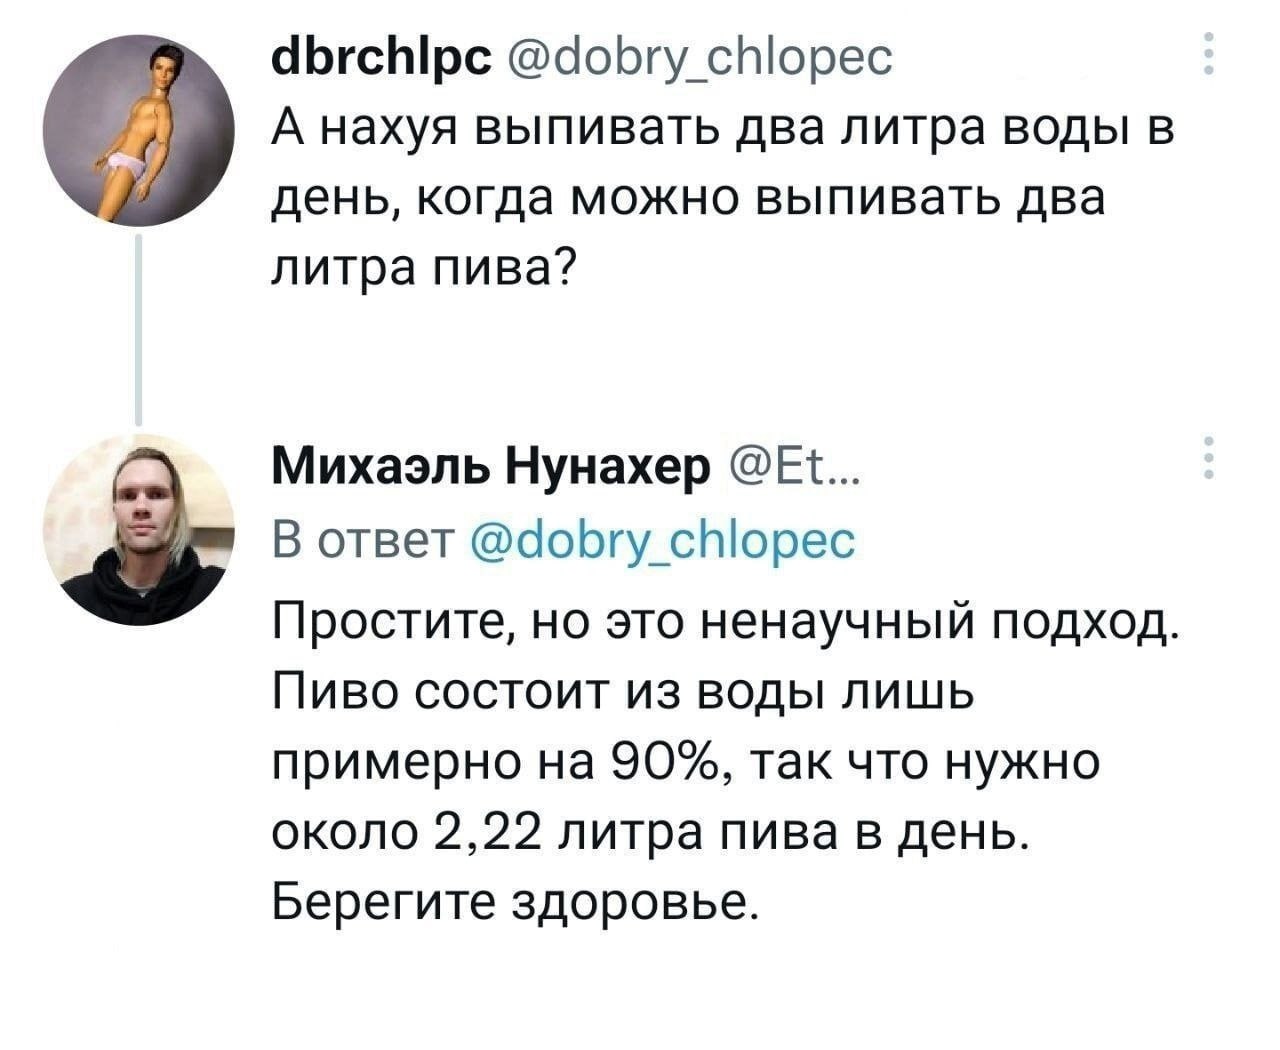 dbrchlpc @dobry_chlopec
А нахуя выпивать два литра воды в
день, когда можно выпивать два
литра пива?
Михаэль Нунахер @Et...
В ответ @dobry_chlopec
Простите, но это ненаучный подход.
Пиво состоит из воды лишь
примерно на 90%, так что нужно
около 2,22 литра пива в день.
Берегите здоровье.